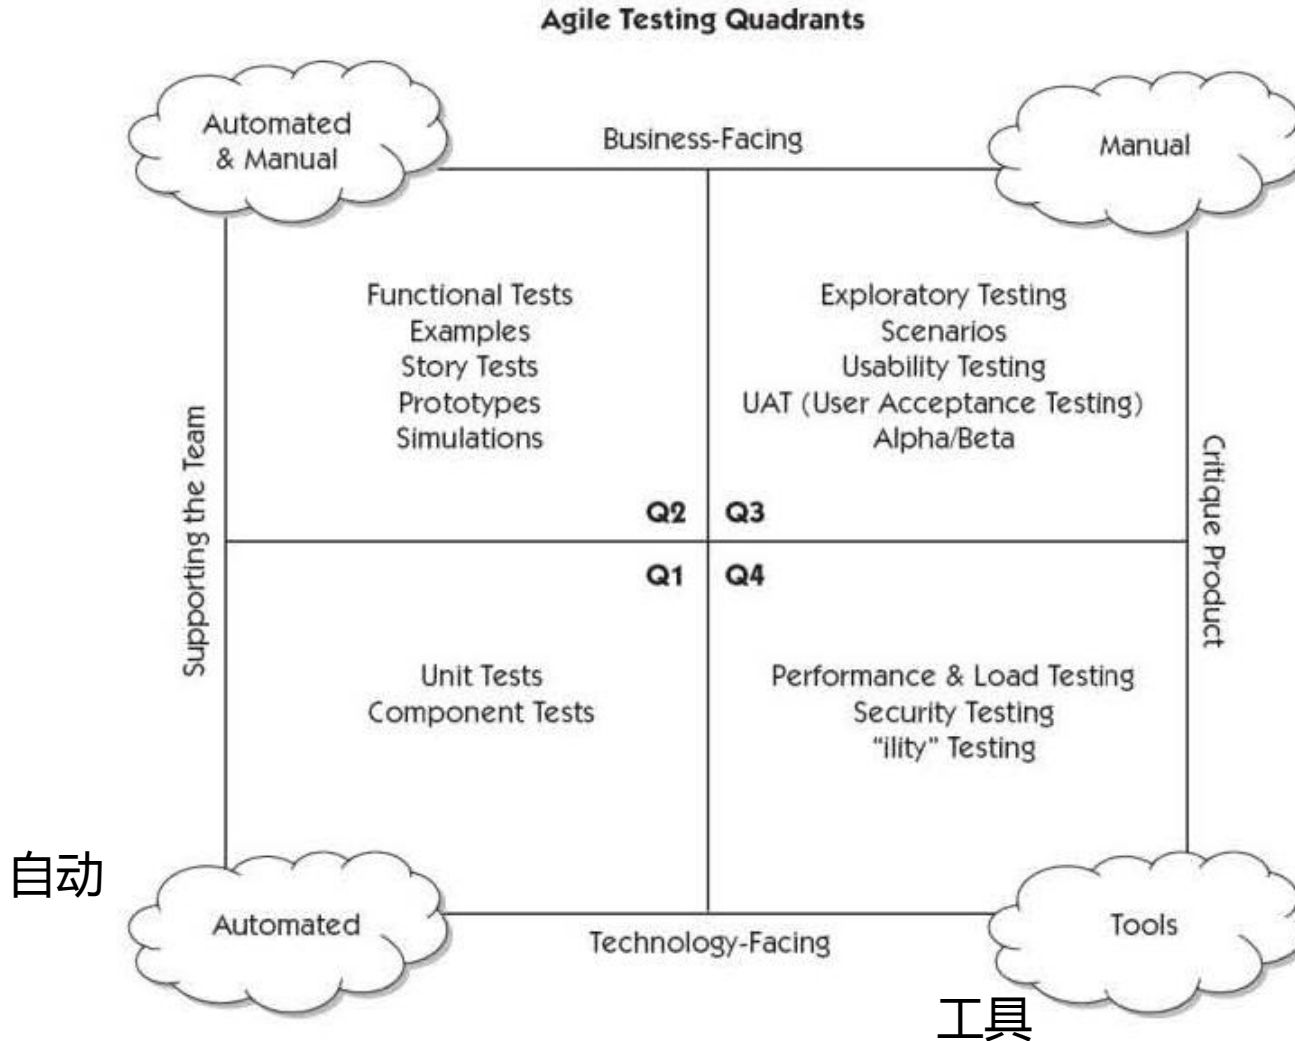 Agile Testing Quadrants
Automated
& Manual
Business-Facing
Manual
Functional Tests
Examples
Story Tests
Prototypes
Simulations
Exploratory Testing
Scenarios
Usability Testing
UAT (User Acceptance Testing)
Alpha/Beta
Supporting the Team
Critique Product
Q2
Q3
Q1
Q4
Unit Tests
Component Tests
Performance & Load Testing
Security Testing
“ility” Testing
自动
Automated
Technology-Facing
Tools
工具